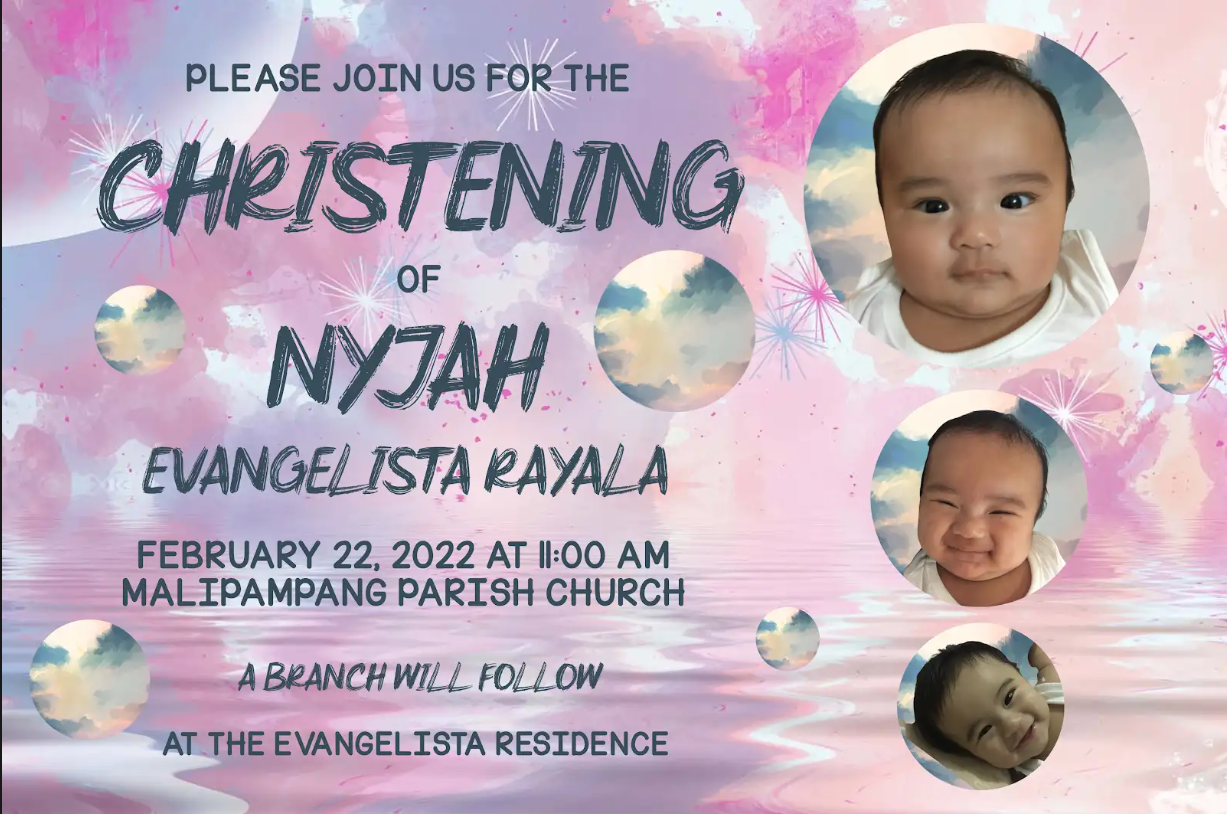 PLEASE JOIN US FOR THE
CHRISTENING
OF
NYJAH
EVANGELISTA RAYALA
FEBRUARY 22, 2022 AT 11:00 AM
MALIPAMPANG PARISH CHURCH
A BRANCH WILL FOLLOW
AT THE EVANGELISTA RESIDENCE